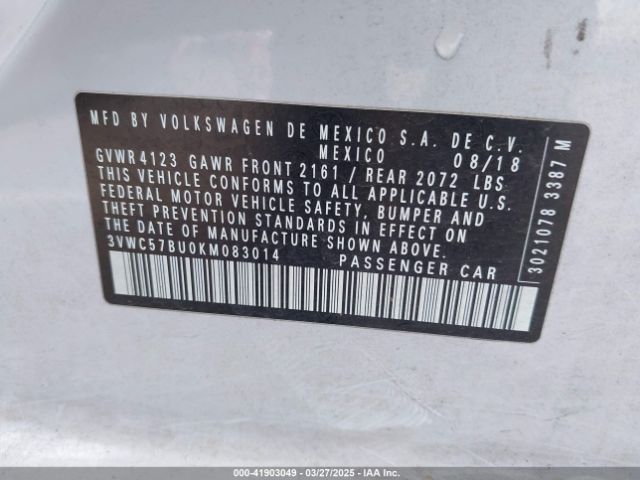 MFD BY VOLKSWAGEN DE MEXICO S.A. DE C.V.
MEXICO 08/18
GVWR 4123 GAWR FRONT 2161 / REAR 2072 LBS
THIS VEHICLE CONFORMS TO ALL APPLICABLE U.S.
FEDERAL MOTOR VEHICLE SAFETY, BUMPER AND
THEFT PREVENTION STANDARDS IN EFFECT ON
THE DATE OF MANUFACTURE SHOWN ABOVE.
3VWC57BU0KM083014 PASSENGER CAR
3021078 3387 M
000-41903049 - 03/27/2025 - IAA Inc.